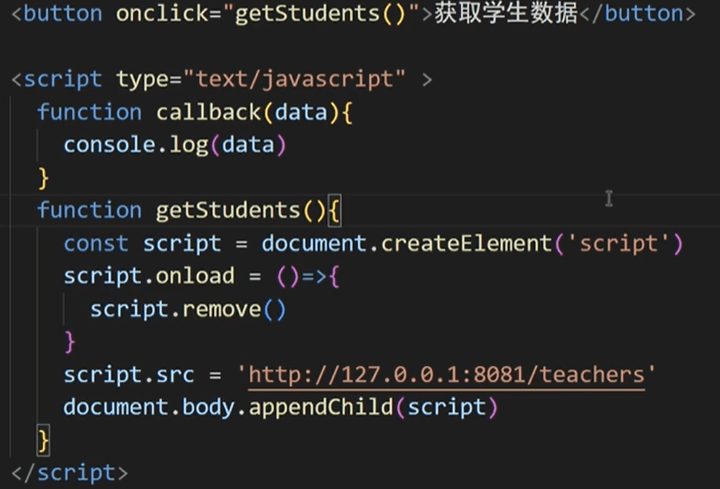 <button onclick="getStudents()">获取学生数据</button>
<script type="text/javascript" >
function callback(data){
console.log(data)
}
function getStudents(){
const script = document.createElement('script')
script.onload = ()=>{
script.remove()
}
script.src = 'http://127.0.0.1:8081/teachers'
document.body.appendChild(script)
}
</script>